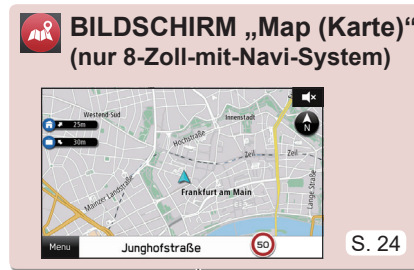 BILDSCHIRM „Map (Karte)“
(nur 8-Zoll-mit-Navi-System)
Westend-Süd
Innenstadt
25m
30m
N
Hochstraße
Zeil
Zeil
Mainzer Landstraße
Frankfurt am Main
Lange Straße
Menu
Junghofstraße
50
S. 24